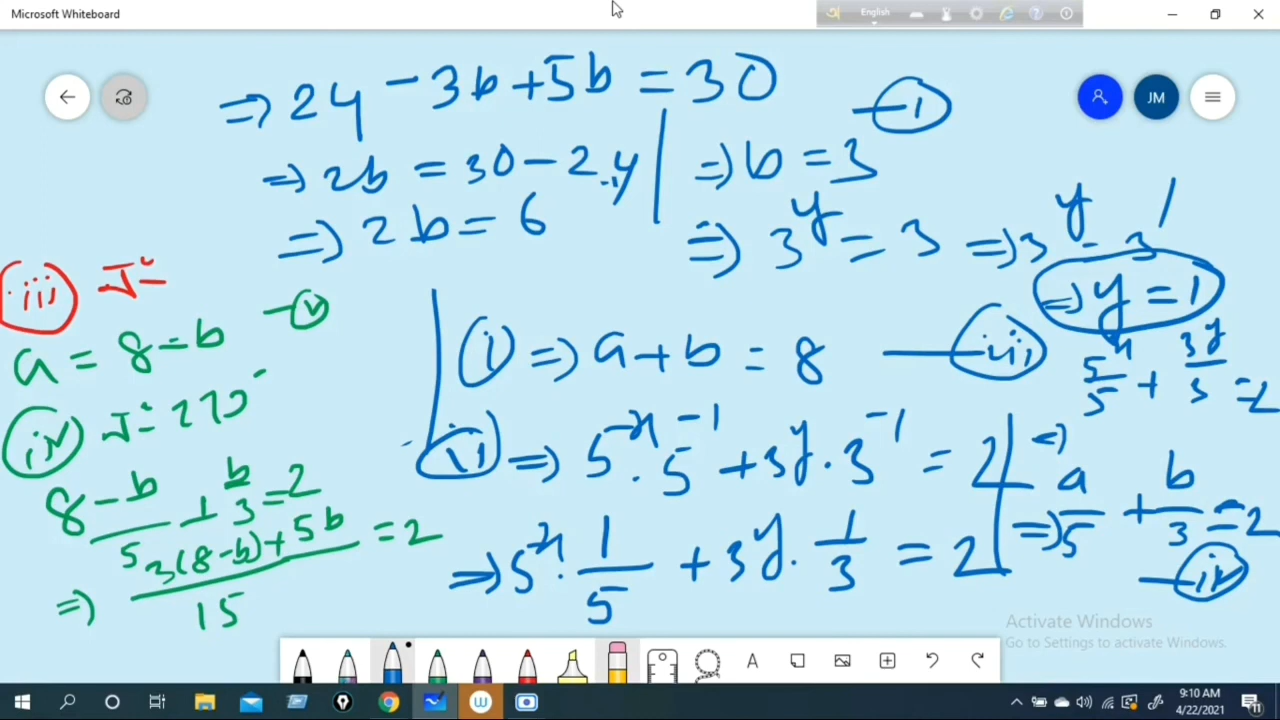 Microsoft Whiteboard
English
JM
⇒ 24 - 3b + 5b = 30
i
⇒ 2b = 30 - 24
⇒ b = 3
⇒ 2b = 6
⇒ 3^y = 3 ⇒ 3^y = 3^1
⇒ y = 1
iii
v
a = 8 - b
i ⇒ a + b = 8
iii
5^x/5 + 3^y/3 = 2
iv
8-b/5 + b/3 = 2
ii ⇒ 5^x . 5^-1 + 3^y . 3^-1 = 2
⇒ a/5 + b/3 = 2
iv
⇒ 3(8-b)+5b/15 = 2
⇒ 5^x . 1/5 + 3^y . 1/3 = 2
Activate Windows
Go to Settings to activate Windows.
A
W
9:10 AM
4/22/2021